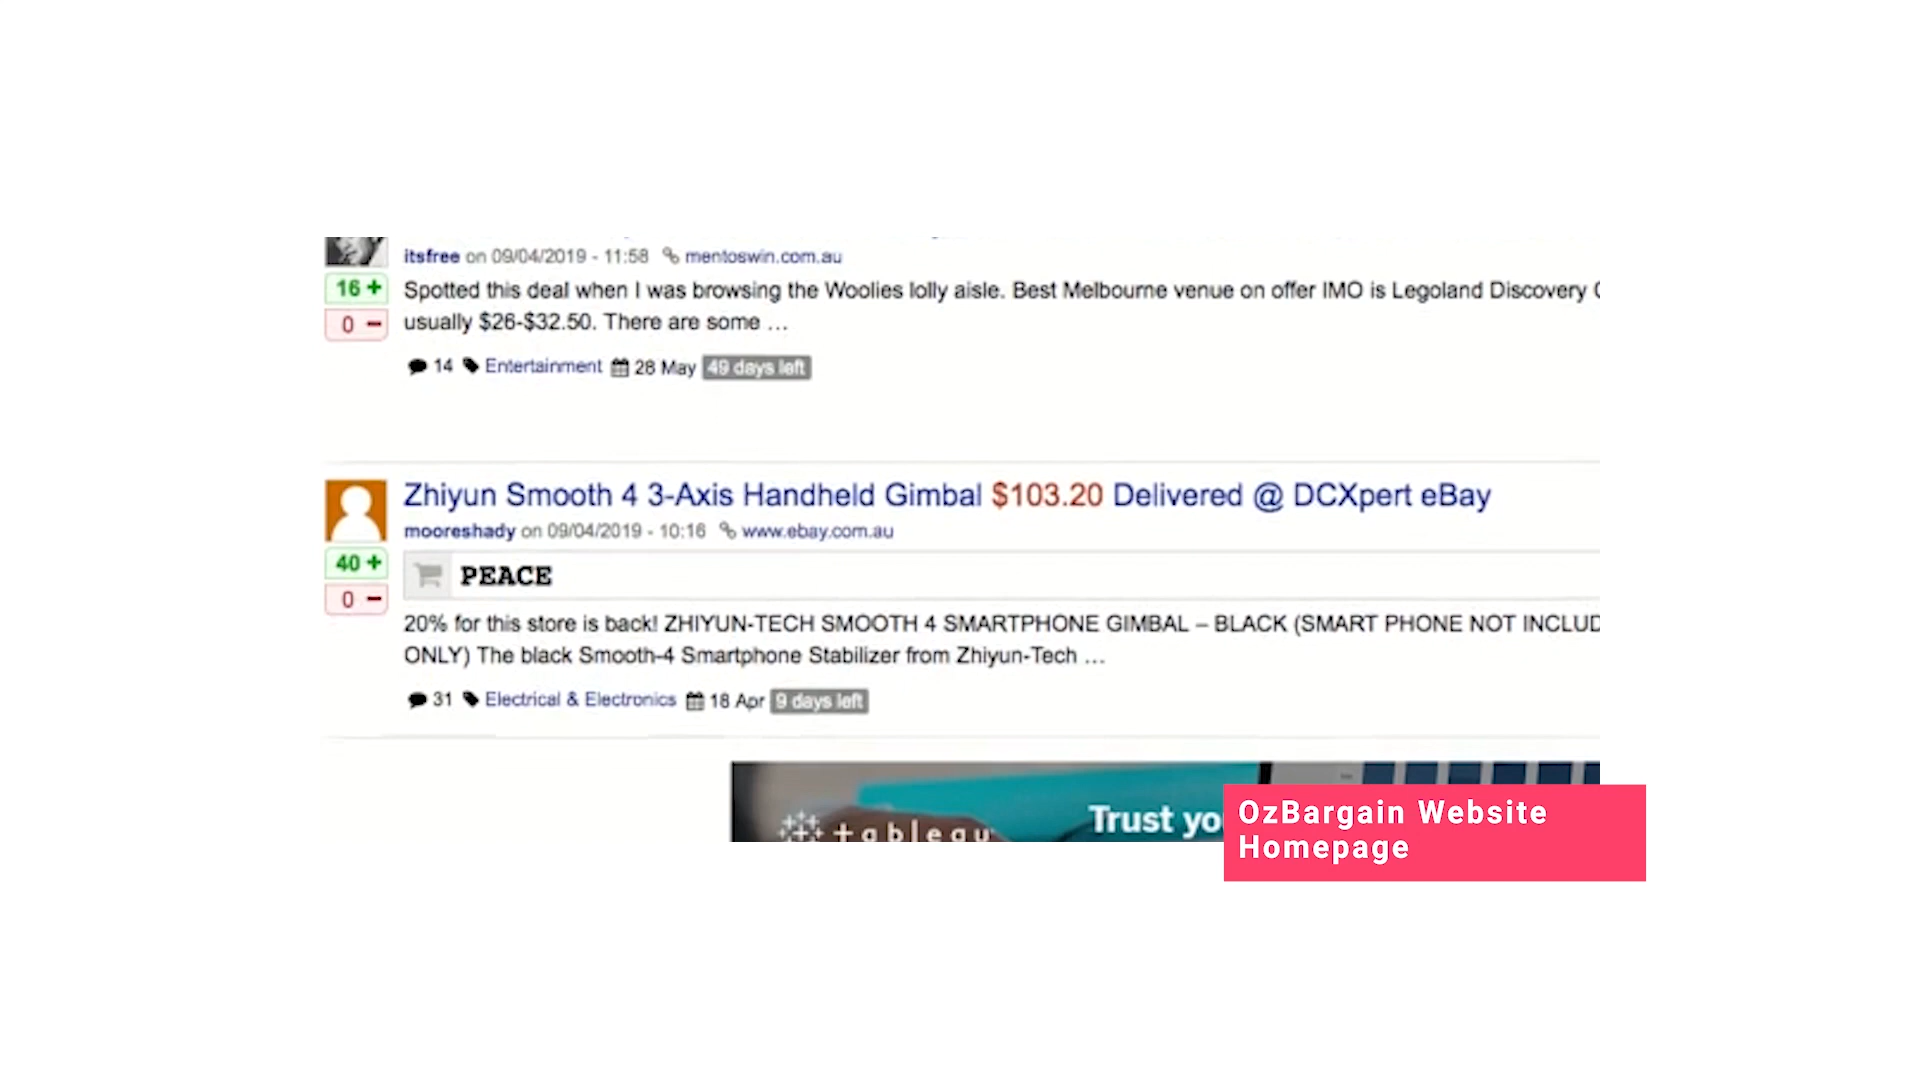 itsfree on 09/04/2019 - 11:58 mentoswin.com.au
16 +
Spotted this deal when I was browsing the Woolies lolly aisle. Best Melbourne venue on offer IMO is Legoland Discovery
0 -
usually $26-$32.50. There are some ...
14 Entertainment 28 May 49 days left
Zhiyun Smooth 4 3-Axis Handheld Gimbal $103.20 Delivered @ DCXpert eBay
mooreshady on 09/04/2019 - 10:16 www.ebay.com.au
40 +
PEACE
0 -
20% for this store is back! ZHIYUN-TECH SMOOTH 4 SMARTPHONE GIMBAL – BLACK (SMART PHONE NOT INCLUD
ONLY) The black Smooth-4 Smartphone Stabilizer from Zhiyun-Tech ...
31 Electrical & Electronics 18 Apr 9 days left
+ableau
Trust yo
OzBargain Website
Homepage